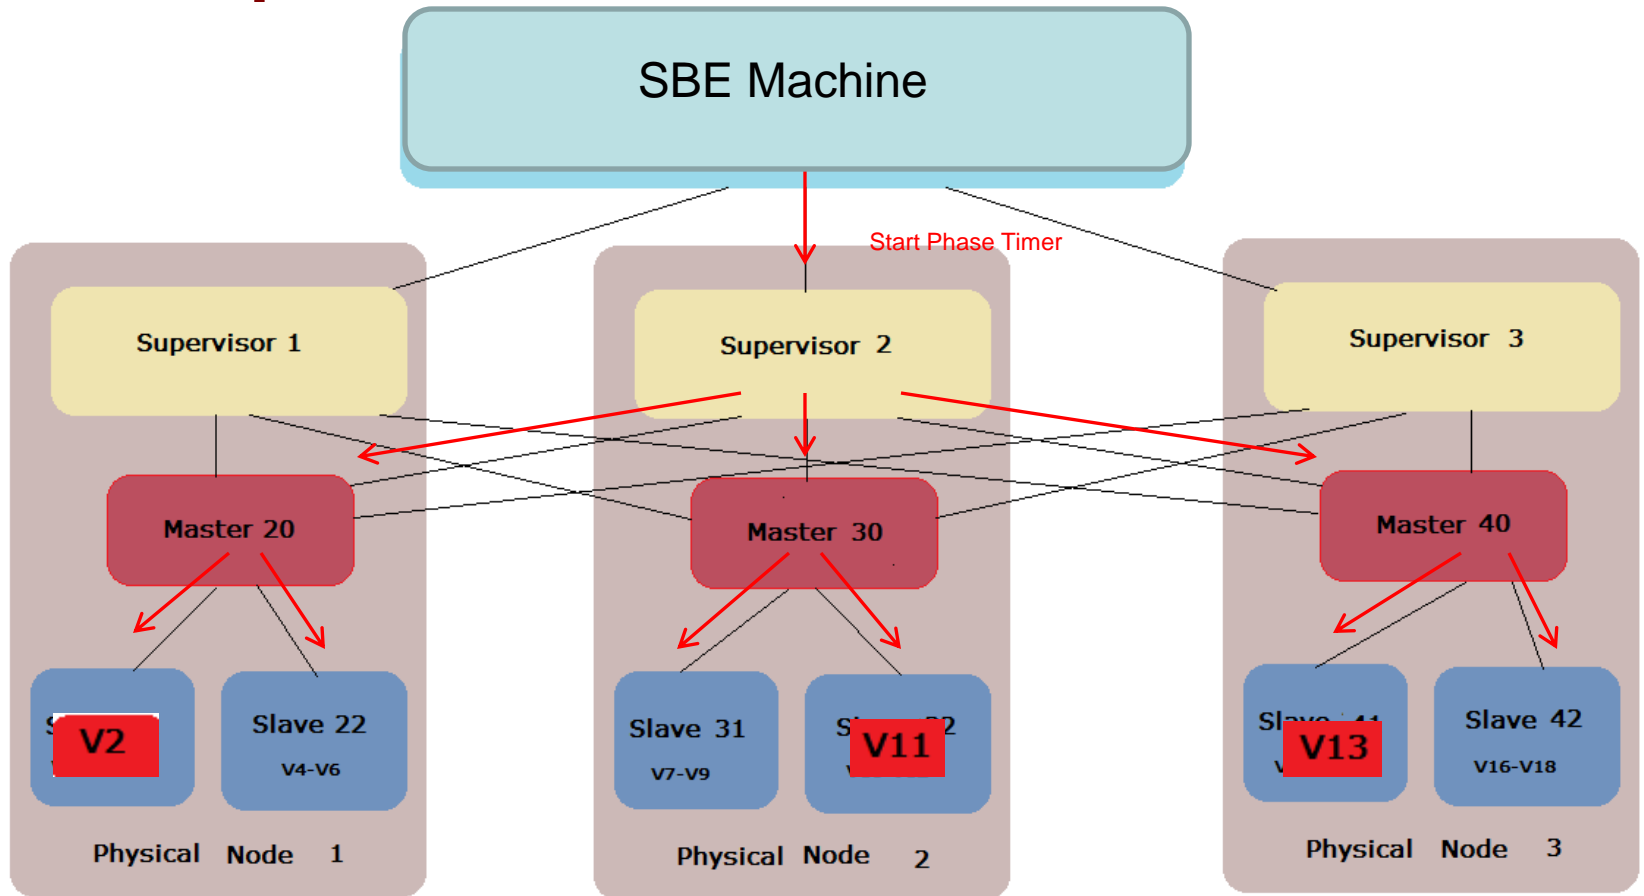 SBE Machine
Start Phase Timer
Supervisor 1
Supervisor 2
Supervisor 3
Master 20
Master 30
Master 40
V2
Slave 22
V4-V6
Slave 31
V7-V9
V11
Slave 41
V13
Slave 42
V16-V18
Physical Node 1
Physical Node 2
Physical Node 3